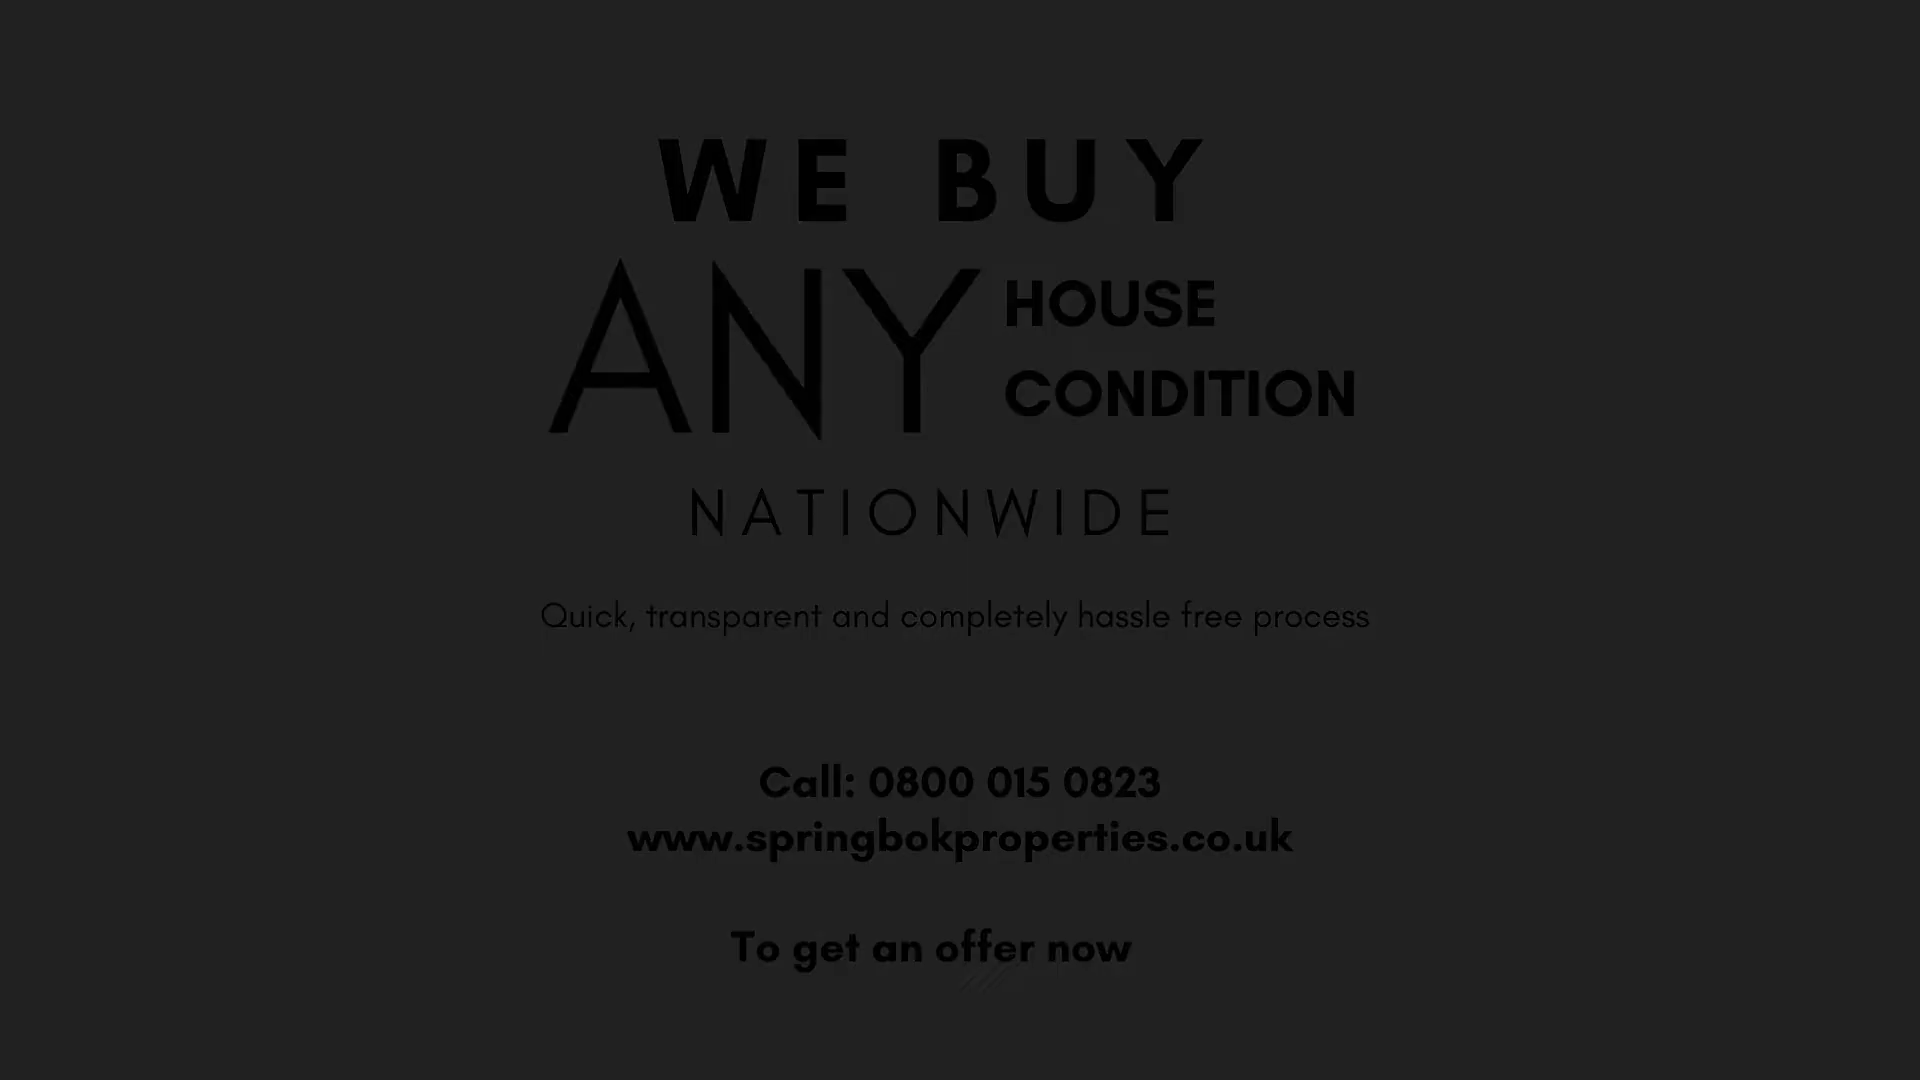 WE BUY
ANY HOUSE
CONDITION
NATIONWIDE
Quick, transparent and completely hassle free process
Call: 0800 015 0823
www.springbokproperties.co.uk
To get an offer now